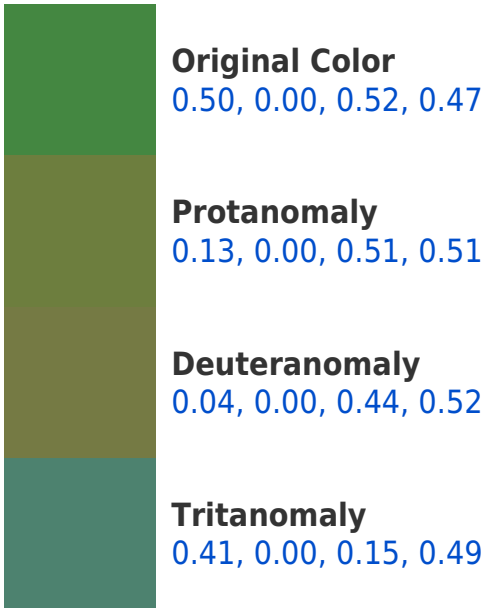 Original Color
0.50, 0.00, 0.52, 0.47
Protanomaly
0.13, 0.00, 0.51, 0.51
Deuteranomaly
0.04, 0.00, 0.44, 0.52
Tritanomaly
0.41, 0.00, 0.15, 0.49